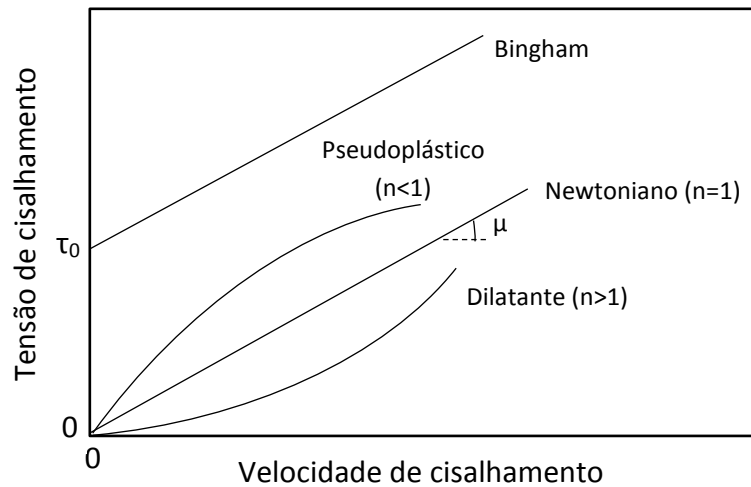 Bingham
Pseudoplástico
(n<1)
Newtoniano (n=1)
μ
τ0
Dilatante (n>1)
Tensão de cisalhamento
0
0
Velocidade de cisalhamento